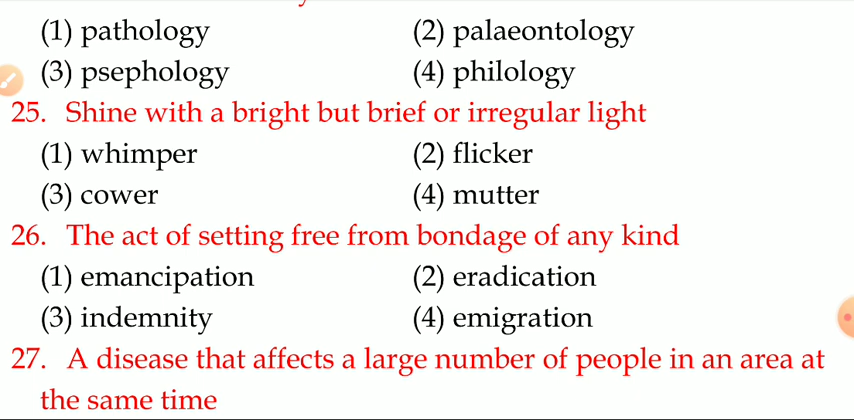 (1) pathology (2) palaeontology
(3) psephology (4) philology
25. Shine with a bright but brief or irregular light
(1) whimper (2) flicker
(3) cower (4) mutter
26. The act of setting free from bondage of any kind
(1) emancipation (2) eradication
(3) indemnity (4) emigration
27. A disease that affects a large number of people in an area at
the same time